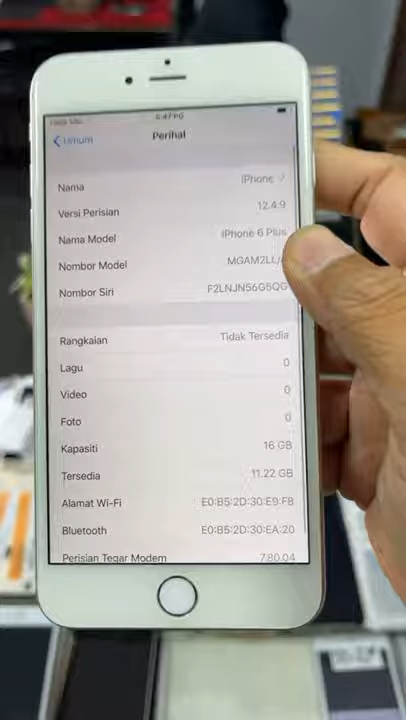 Umum
Perihal
Nama iPhone
Versi Perisian 12.4.9
Nama Model iPhone 6 Plus
Nombor Model MGAM2LL/
Nombor Siri F2LNJN56G5QG
Rangkaian Tidak Tersedia
Lagu 0
Video 0
Foto 0
Kapasiti 16 GB
Tersedia 11.22 GB
Alamat Wi-Fi E0:B5:2D:30:E9:FB
Bluetooth E0:B5:2D:30:EA:20
Perisian Tegar Modem 7.80.04